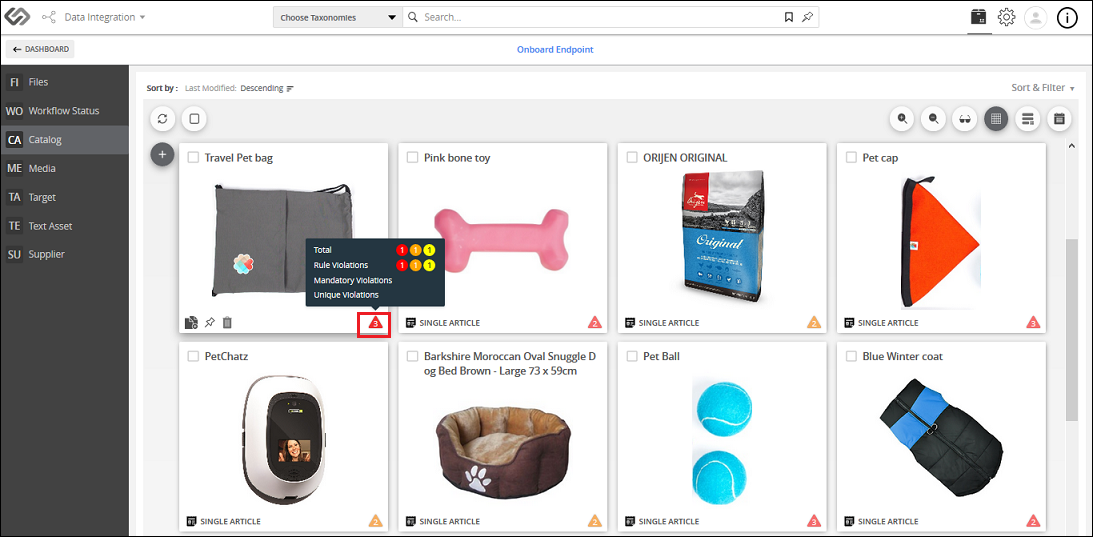 Data Integration
Choose Taxonomies
Search...
DASHBOARD
Onboard Endpoint
FI Files
WO Workflow Status
CA Catalog
ME Media
TA Target
TE Text Asset
SU Supplier
Sort by : Last Modified: Descending
Sort & Filter
Travel Pet bag
Pink bone toy
ORIJEN ORIGINAL
Pet cap
Orijen
Original
Total 1 1 1
Rule Violations 1 1 1
Mandatory Violations
Unique Violations
3
SINGLE ARTICLE 2
SINGLE ARTICLE 2
SINGLE ARTICLE 3
PetChatz
Barkshire Moroccan Oval Snuggle D
og Bed Brown - Large 73 x 59cm
Pet Ball
Blue Winter coat
SINGLE ARTICLE 2
SINGLE ARTICLE 2
SINGLE ARTICLE 3
SINGLE ARTICLE 2